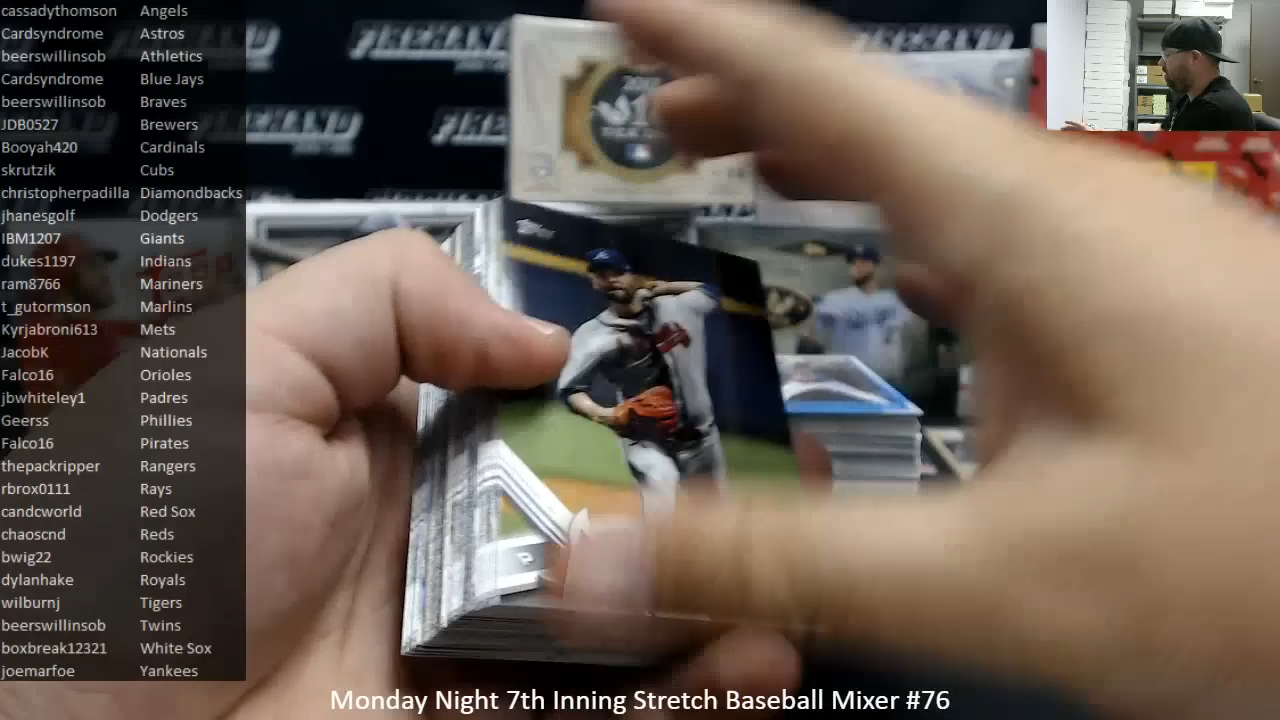 cassadythomson Angels
Cardsyndrome Astros
beerswillinsob Athletics
Cardsyndrome Blue Jays
beerswillinsob Braves
JDB0527 Brewers
Booyah420 Cardinals
skrutzik Cubs
christopherpadilla Diamondbacks
jhanesgolf Dodgers
IBM1207 Giants
dukes1197 Indians
ram8766 Mariners
t_gutormson Marlins
Kyrjabroni613 Mets
JacobK Nationals
Falco16 Orioles
jbwhiteley1 Padres
Geerss Phillies
Falco16 Pirates
thepackripper Rangers
rbrox0111 Rays
candcworld Red Sox
chaoscnd Reds
bwig22 Rockies
dylanhake Royals
wilburnj Tigers
beerswillinsob Twins
boxbreak12321 White Sox
joemarfoe Yankees
FIREHAND
FIREHAND
FIREHAND
P
Monday Night 7th Inning Stretch Baseball Mixer #76